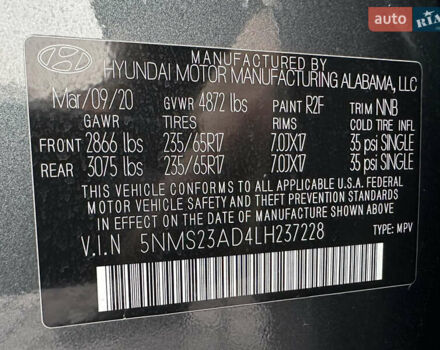 auto RIA
MANUFACTURED BY
HYUNDAI MOTOR MANUFACTURING ALABAMA, LLC
Mar/09/20 GVWR 4872 lbs PAINT R2F TRIM NNB
GAWR TIRES RIMS COLD TIRE PRES.
FRONT 2866 lbs 235/65R17 7.0JX17 35 psi SINGLE
REAR 3075 lbs 235/65R17 7.0JX17 35 psi SINGLE
THIS VEHICLE CONFORMS TO ALL APPLICABLE U.S.A. FEDERAL
MOTOR VEHICLE SAFETY AND THEFT PREVENTION STANDARDS
IN EFFECT ON THE DATE OF MANUFACTURE SHOWN ABOVE.
V.I.N 5NMS23AD4LH237228 TYPE: MPV